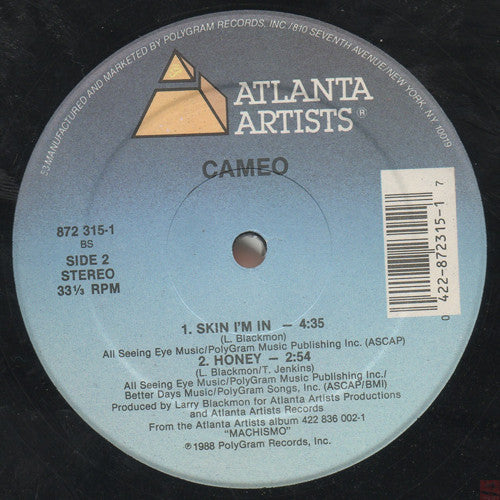 53 MANUFACTURED AND MARKETED BY POLYGRAM RECORDS, INC./810 SEVENTH AVENUE/NEW YORK, NY 10019
ATLANTA
ARTISTS®
CAMEO
872 315-1
BS
SIDE 2
STEREO
33⅓ RPM
0 422-872315-1 7
1. SKIN I'M IN — 4:35
(L. Blackmon)
All Seeing Eye Music/PolyGram Music Publishing Inc. (ASCAP)
2. HONEY — 2:54
(L. Blackmon/T. Jenkins)
All Seeing Eye Music/PolyGram Music Publishing Inc./
Better Days Music/PolyGram Songs, Inc. (ASCAP/BMI)
Produced by Larry Blackmon for Atlanta Artists Productions
and Atlanta Artists Records
From the Atlanta Artists album 422 836 002-1
"MACHISMO"
℗1988 PolyGram Records, Inc.